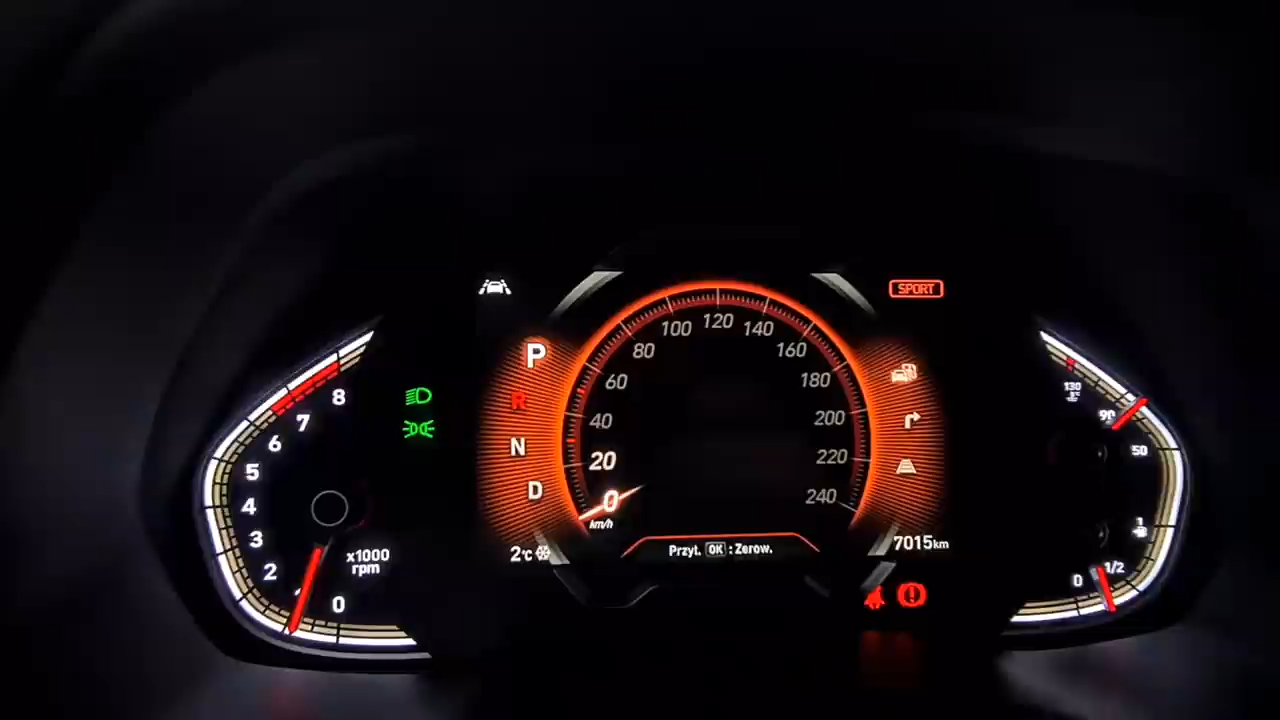 8
7
6
5
4
3
2
0
x1000
rpm
P
R
N
D
2°C
0
20
40
60
80
100
120
140
160
180
200
220
240
km/h
Przyt. OK : Zerow.
SPORT
7015km
130
90
50
1
1/2
0